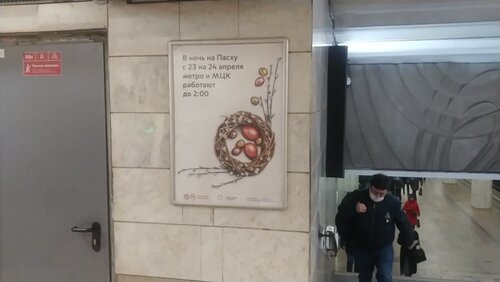 В ночь на Пасху
с 23 на 24 апреля
метро и МЦК
работают
до 2:00